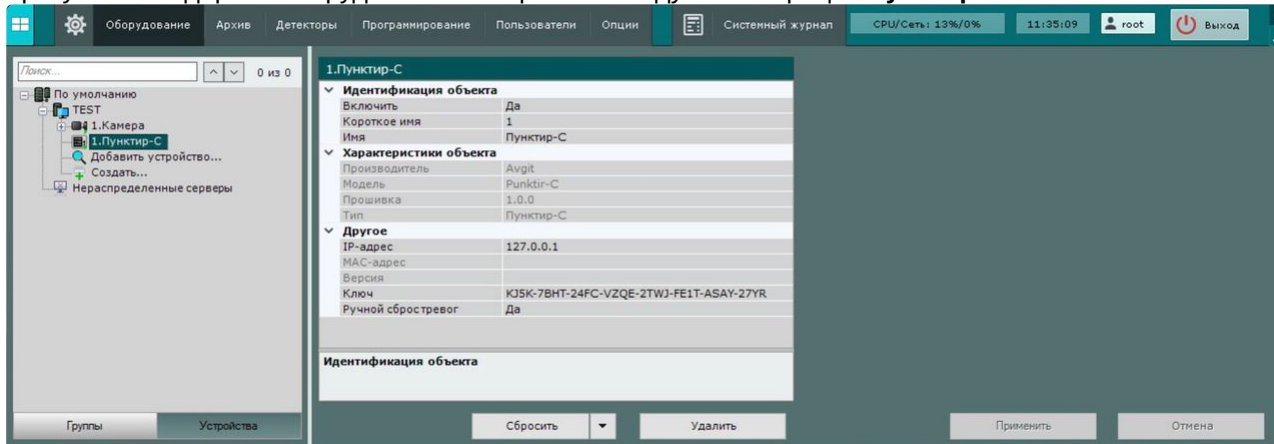 Оборудование Архив Детекторы Программирование Пользователи Опции Системный журнал CPU/Сеть: 13%/0% 11:35:09 root Выход
Поиск... 0 из 0
По умолчанию
TEST
1.Камера
1.Пунктир-С
Добавить устройство...
Создать...
Нераспределенные серверы
Группы Устройства
1.Пунктир-С
Идентификация объекта
Включить Да
Короткое имя 1
Имя Пунктир-С
Характеристики объекта
Производитель Avgit
Модель Punktir-C
Прошивка 1.0.0
Тип Пунктир-С
Другое
IP-адрес 127.0.0.1
MAC-адрес
Версия
Ключ KJ5K-7BHT-24FC-VZQE-2TWJ-FE1T-ASAY-27YR
Ручной сбростревог Да
Идентификация объекта
Сбросить Удалить Применить Отмена